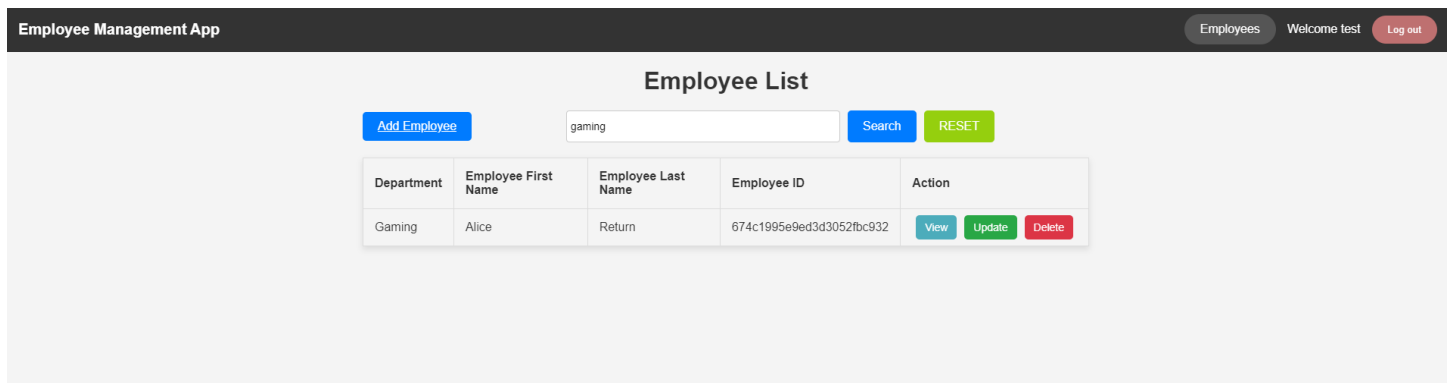 Employee Management App
Employees
Welcome test
Log out
Employee List
Add Employee
gaming
Search
RESET
Department
Employee First
Name
Employee Last
Name
Employee ID
Action
Gaming
Alice
Return
674c1995e9ed3d3052fbc932
View
Update
Delete